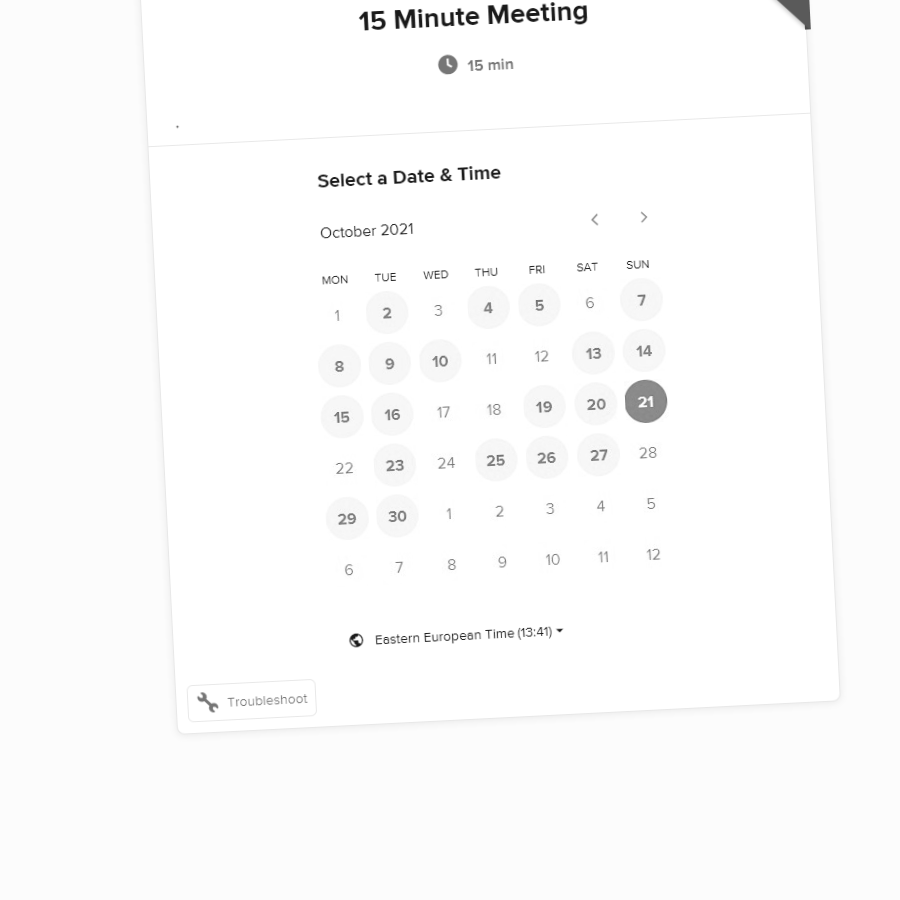 15 Minute Meeting
15 min
.
Select a Date & Time
October 2021
MON TUE WED THU FRI SAT SUN
1 2 3 4 5 6 7
8 9 10 11 12 13 14
15 16 17 18 19 20 21
22 23 24 25 26 27 28
29 30 1 2 3 4 5
6 7 8 9 10 11 12
Eastern European Time (13:41)
Troubleshoot